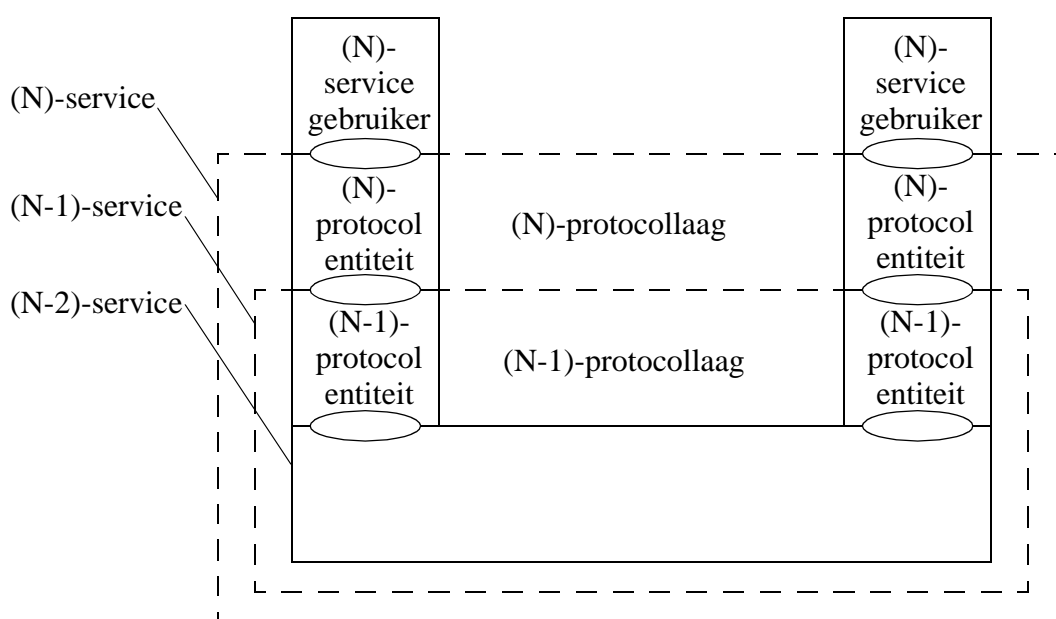 (N)-service
(N-1)-service
(N-2)-service
(N)-
service
gebruiker
(N)-
protocol
entiteit
(N-1)-
protocol
entiteit
(N)-protocollaag
(N-1)-protocollaag
(N)-
service
gebruiker
(N)-
protocol
entiteit
(N-1)-
protocol
entiteit